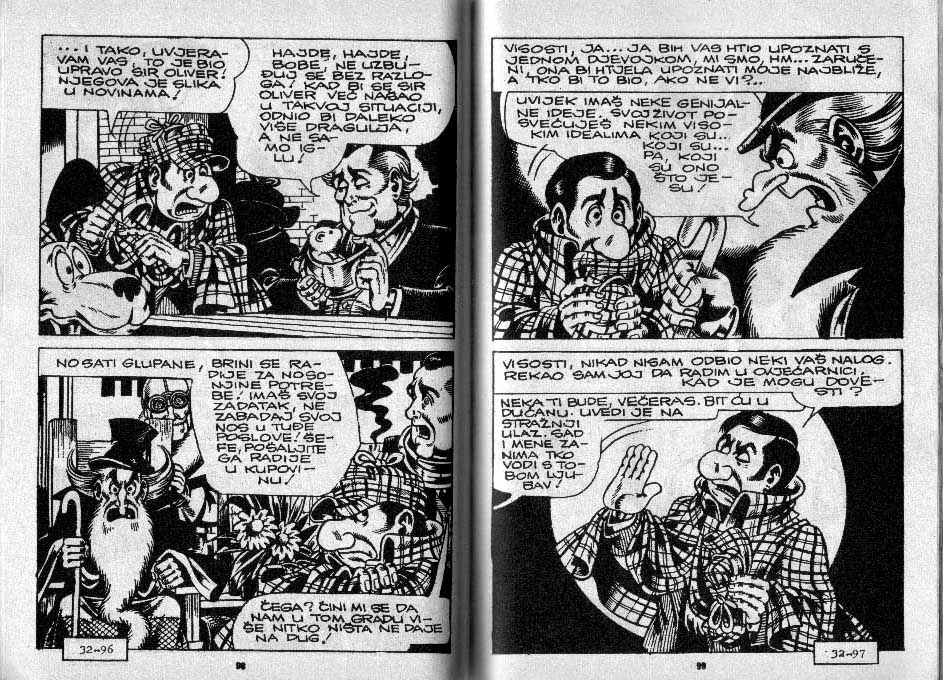 ...I TAKO, UVJERA-
VAM VAS, TO JE BIO
UPRAVO SIR OLIVER!
NJEGOVA JE SLIKA
U NOVINAMA!
HAJDE, HAJDE,
BOBE, NE UZBU-
ĐUJ SE BEZ RAZLO-
GA! KAD BI SE SIR
OLIVER VEĆ NAŠAO
U TAKVOJ SITUACIJI,
ODNIO BI DALEKO
VIŠE DRAGULJA,
A NE SA-
MO IG-
LU!
NOSATI GLUPANE,
BRINI SE RA-
DIJE ZA NOSO-
NJINE POTRE-
BE! IMAŠ SVOJ
ZADATAK, NE
ZABADAJ SVOJ
NOS U TUĐE
POSLOVE! ŠE-
FE, POŠALJITE
GA RADIJE
U KUPOVI-
NU!
ČEGA? ČINI MI SE DA
NAM U TOM GRADU VI-
ŠE NITKO NIŠTA NE DAJE
NA DUG!
32-96
98
VISOSTI, JA... JA BIH VAS HTIO UPOZNATI S
JEDNOM DJEVOJKOM, MI SMO, HM... ZARUČE-
NI, ONA BI HTJELA UPOZNATI MOJE NAJBLIŽE,
A TKO BI TO BIO, AKO NE VI?..
UVIJEK IMAŠ NEKE GENIJAL-
NE IDEJE. SVOJ ŽIVOT PO-
SVEĆUJEŠ NEKIM VISO-
KIM IDEALIMA KOJI SU...
KOJI SU...
PA, KOJI
SU ONO
ŠTO JE-
SU!
VISOSTI, NIKAD NISAM ODBIO NEKI VAŠ NALOG.
REKAO SAM JOJ DA RADIM U CVJEĆARNICI.
KAD JE MOGU DOVE-
STI?
NEKA TI BUDE, VEČERAS. BIT ĆU U
DUĆANU. UVEDI JE NA
STRAŽNJI
ULAZ. SAD
I MENE ZA-
NIMA TKO
VODI S TO-
BOM LJU-
BAV!
32-97
99